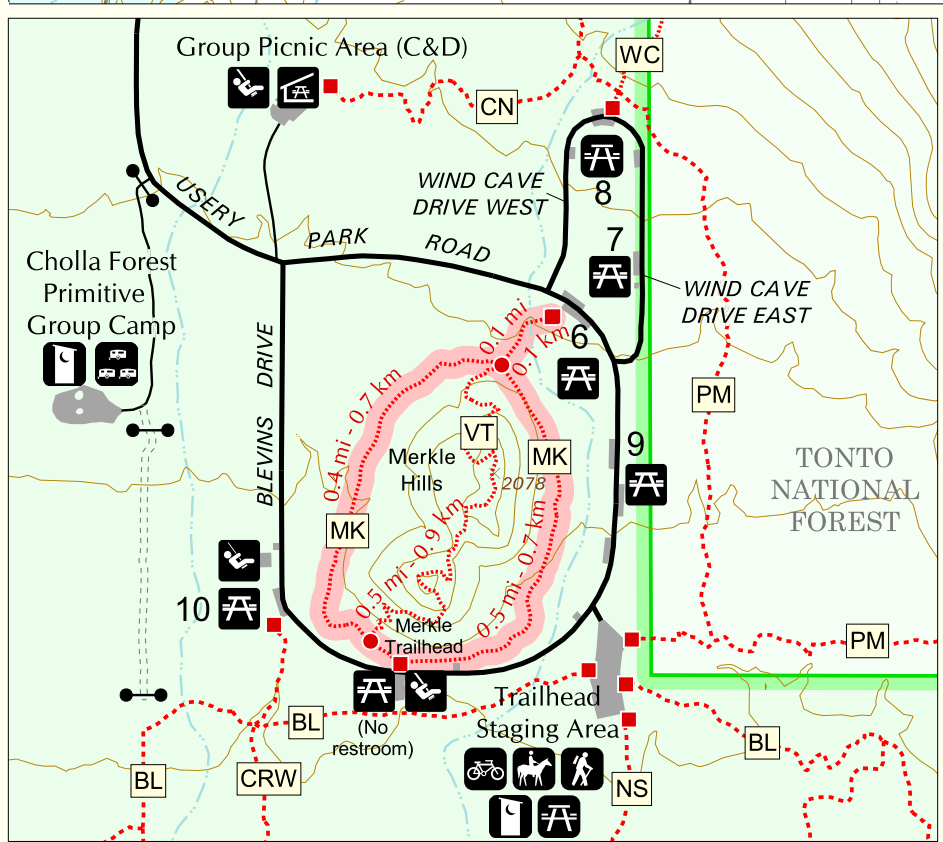 Group Picnic Area (C&D)
WC
CN
USERY
PARK
ROAD
WIND CAVE
DRIVE WEST
8
7
WIND CAVE
DRIVE EAST
Cholla Forest
Primitive
Group Camp
BLEVINS DRIVE
0.1 mi
0.1 km
6
PM
0.4 mi - 0.7 km
VT
Merkle
Hills
2078
MK
9
TONTO
NATIONAL
FOREST
MK
0.5 mi - 0.9 km
0.5 mi - 0.7 km
10
Merkle
Trailhead
PM
(No
restroom)
Trailhead
Staging Area
BL
BL
BL
CRW
NS